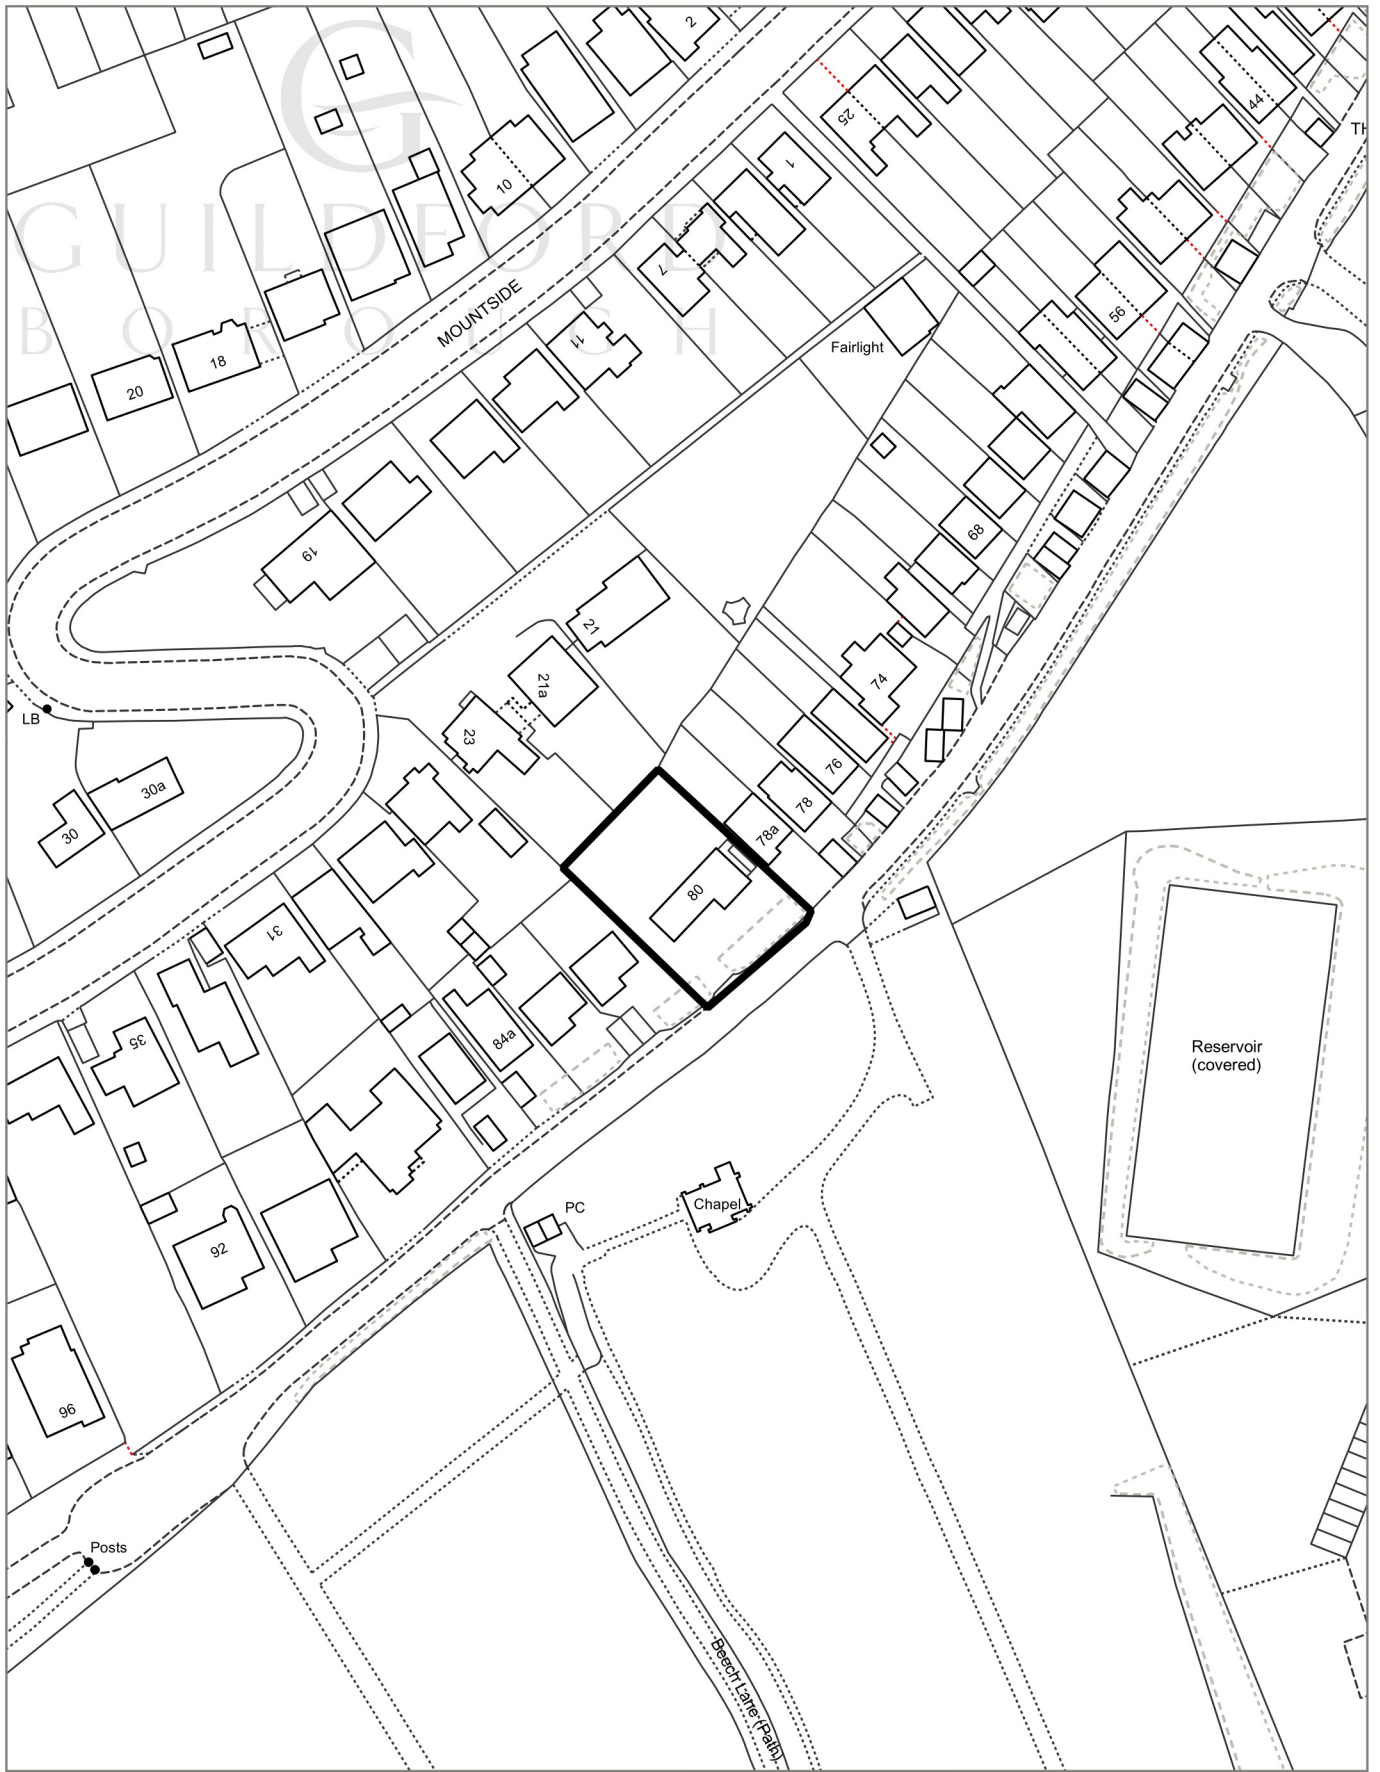 GUILDFORD
BOROUGH
2
44
TH
25
10
1
7
MOUNTSIDE
56
11
Fairlight
18
20
68
19
21
74
21a
LB
23
76
30a
30
78
78a
80
31
84a
35
Reservoir
(covered)
Chapel
PC
92
96
Posts
Beech Lane (Path)